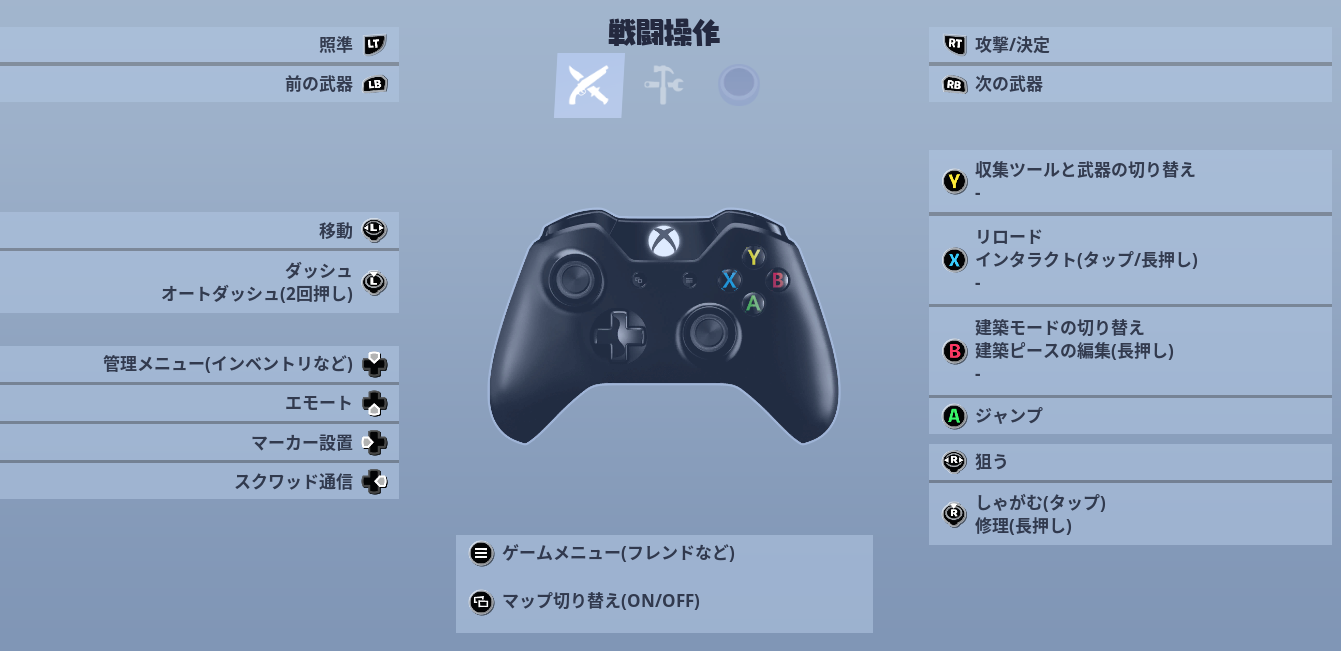 戦闘操作
照準 LT
前の武器 LB
移動 L
ダッシュ L
オートダッシュ(2回押し)
管理メニュー(インベントリなど)
エモート
マーカー設置
スクワッド通信
Y
X B
A
RT 攻撃/決定
RB 次の武器
Y 収集ツールと武器の切り替え
-
X リロード
インタラクト(タップ/長押し)
-
B 建築モードの切り替え
建築ピースの編集(長押し)
-
A ジャンプ
R 狙う
R しゃがむ(タップ)
修理(長押し)
ゲームメニュー(フレンドなど)
マップ切り替え(ON/OFF)